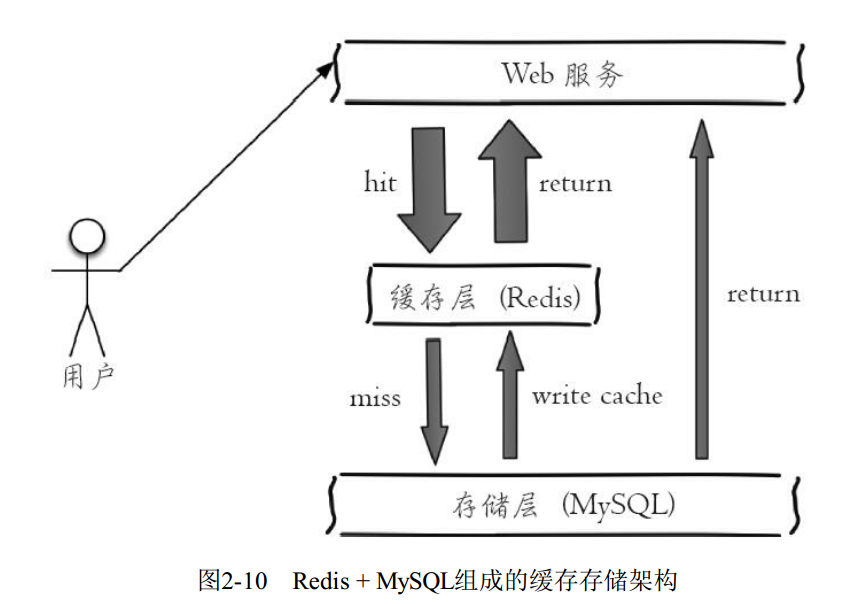 Web 服务
hit
return
缓存层 (Redis)
return
用户
miss
write cache
存储层 (MySQL)
图2-10 Redis + MySQL组成的缓存存储架构